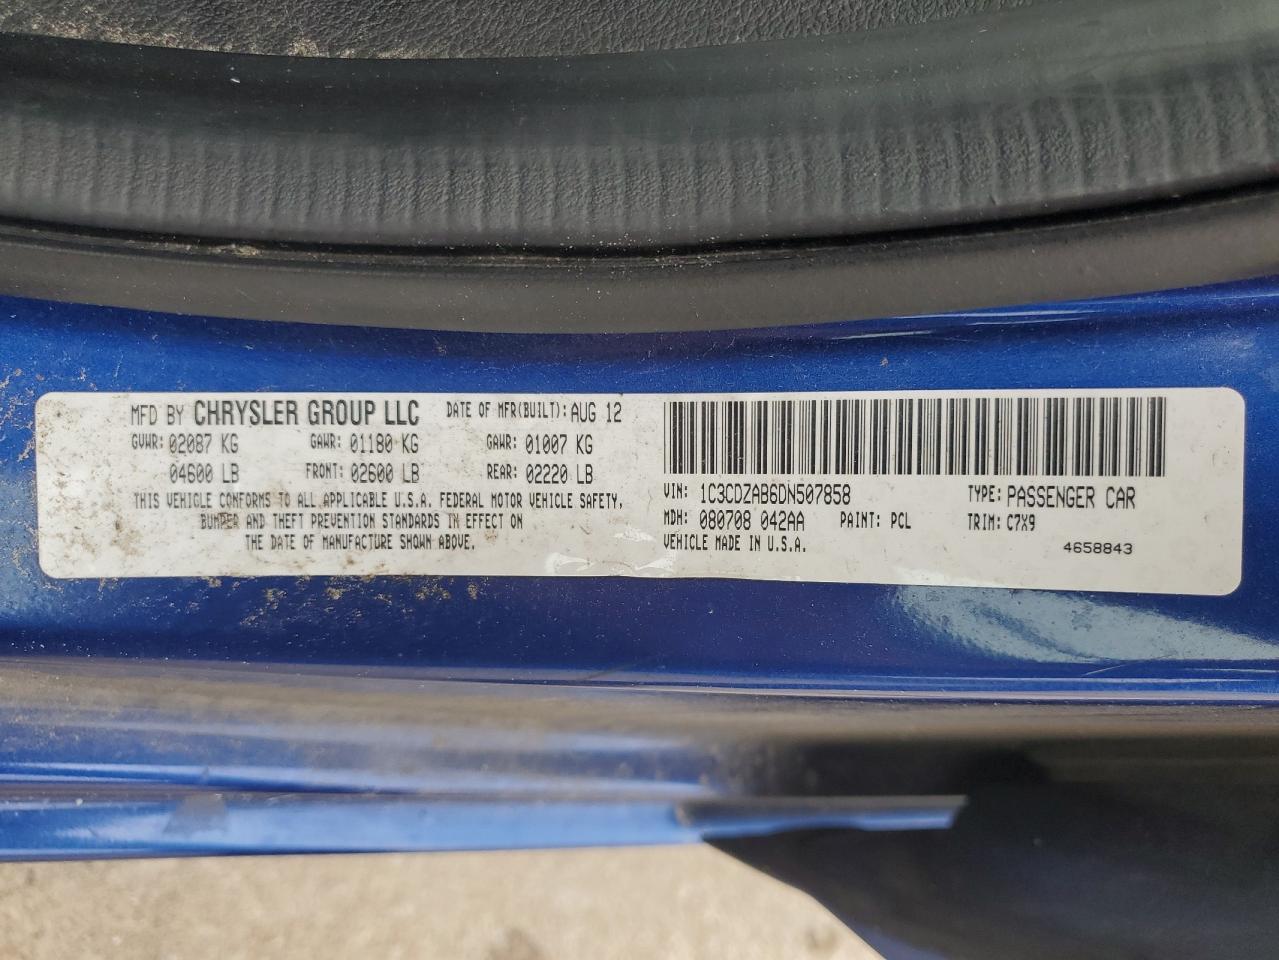 MFD BY CHRYSLER GROUP LLC DATE OF MFR(BUILT): AUG 12
GVWR: 02087 KG GAWR: 01180 KG GAWR: 01007 KG
04600 LB FRONT: 02600 LB REAR: 02220 LB
THIS VEHICLE CONFORMS TO ALL APPLICABLE U.S.A. FEDERAL MOTOR VEHICLE SAFETY,
BUMPER AND THEFT PREVENTION STANDARDS IN EFFECT ON
THE DATE OF MANUFACTURE SHOWN ABOVE.
VIN: 1C3CDZAB6DN507858 TYPE: PASSENGER CAR
MDH: 080708 042AA PAINT: PCL TRIM: C7X9
VEHICLE MADE IN U.S.A. 4658843